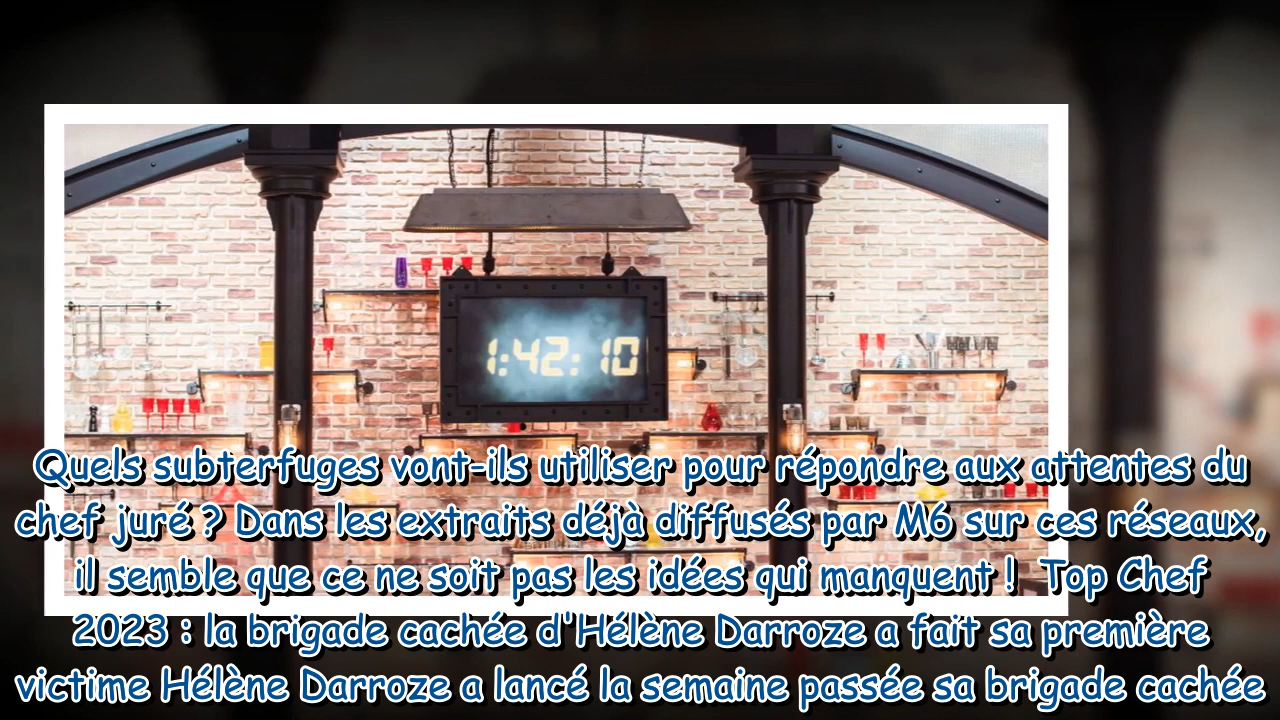 1:42:10
Quels subterfuges vont-ils utiliser pour répondre aux attentes du
chef juré ? Dans les extraits déjà diffusés par M6 sur ces réseaux,
il semble que ce ne soit pas les idées qui manquent ! Top Chef
2023 : la brigade cachée d'Hélène Darroze a fait sa première
victime Hélène Darroze a lancé la semaine passée sa brigade cachée